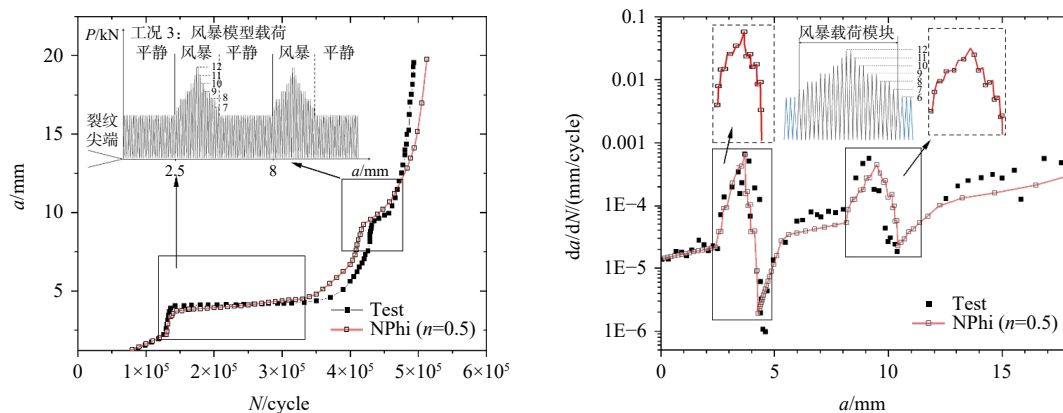 20
15
10
5
a/mm
P/kN
工况 3：风暴模型载荷
平静 风暴 平静 风暴 平静
12
11
10
9
8
7
裂纹
尖端
2.5
8
a/mm
Test
NPhi (n=0.5)
0
1×10⁵
2×10⁵
3×10⁵
4×10⁵
5×10⁵
6×10⁵
N/cycle
0.1
0.01
0.001
1E−4
1E−5
1E−6
da/dN/(mm/cycle)
风暴载荷模块
12
11
10
9
8
7
6
Test
NPhi (n=0.5)
0
5
10
15
a/mm